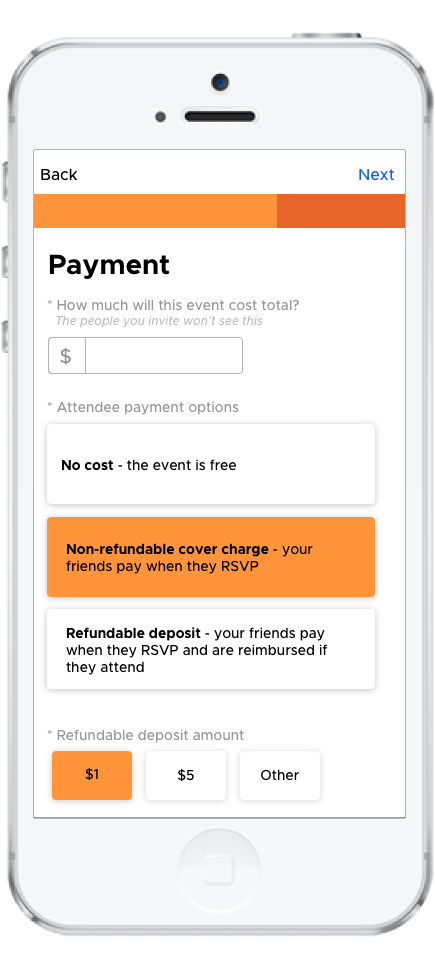 Back
Next
Payment
* How much will this event cost total?
The people you invite won't see this
$
* Attendee payment options
No cost - the event is free
Non-refundable cover charge - your
friends pay when they RSVP
Refundable deposit - your friends pay
when they RSVP and are reimbursed if
they attend
* Refundable deposit amount
$1
$5
Other